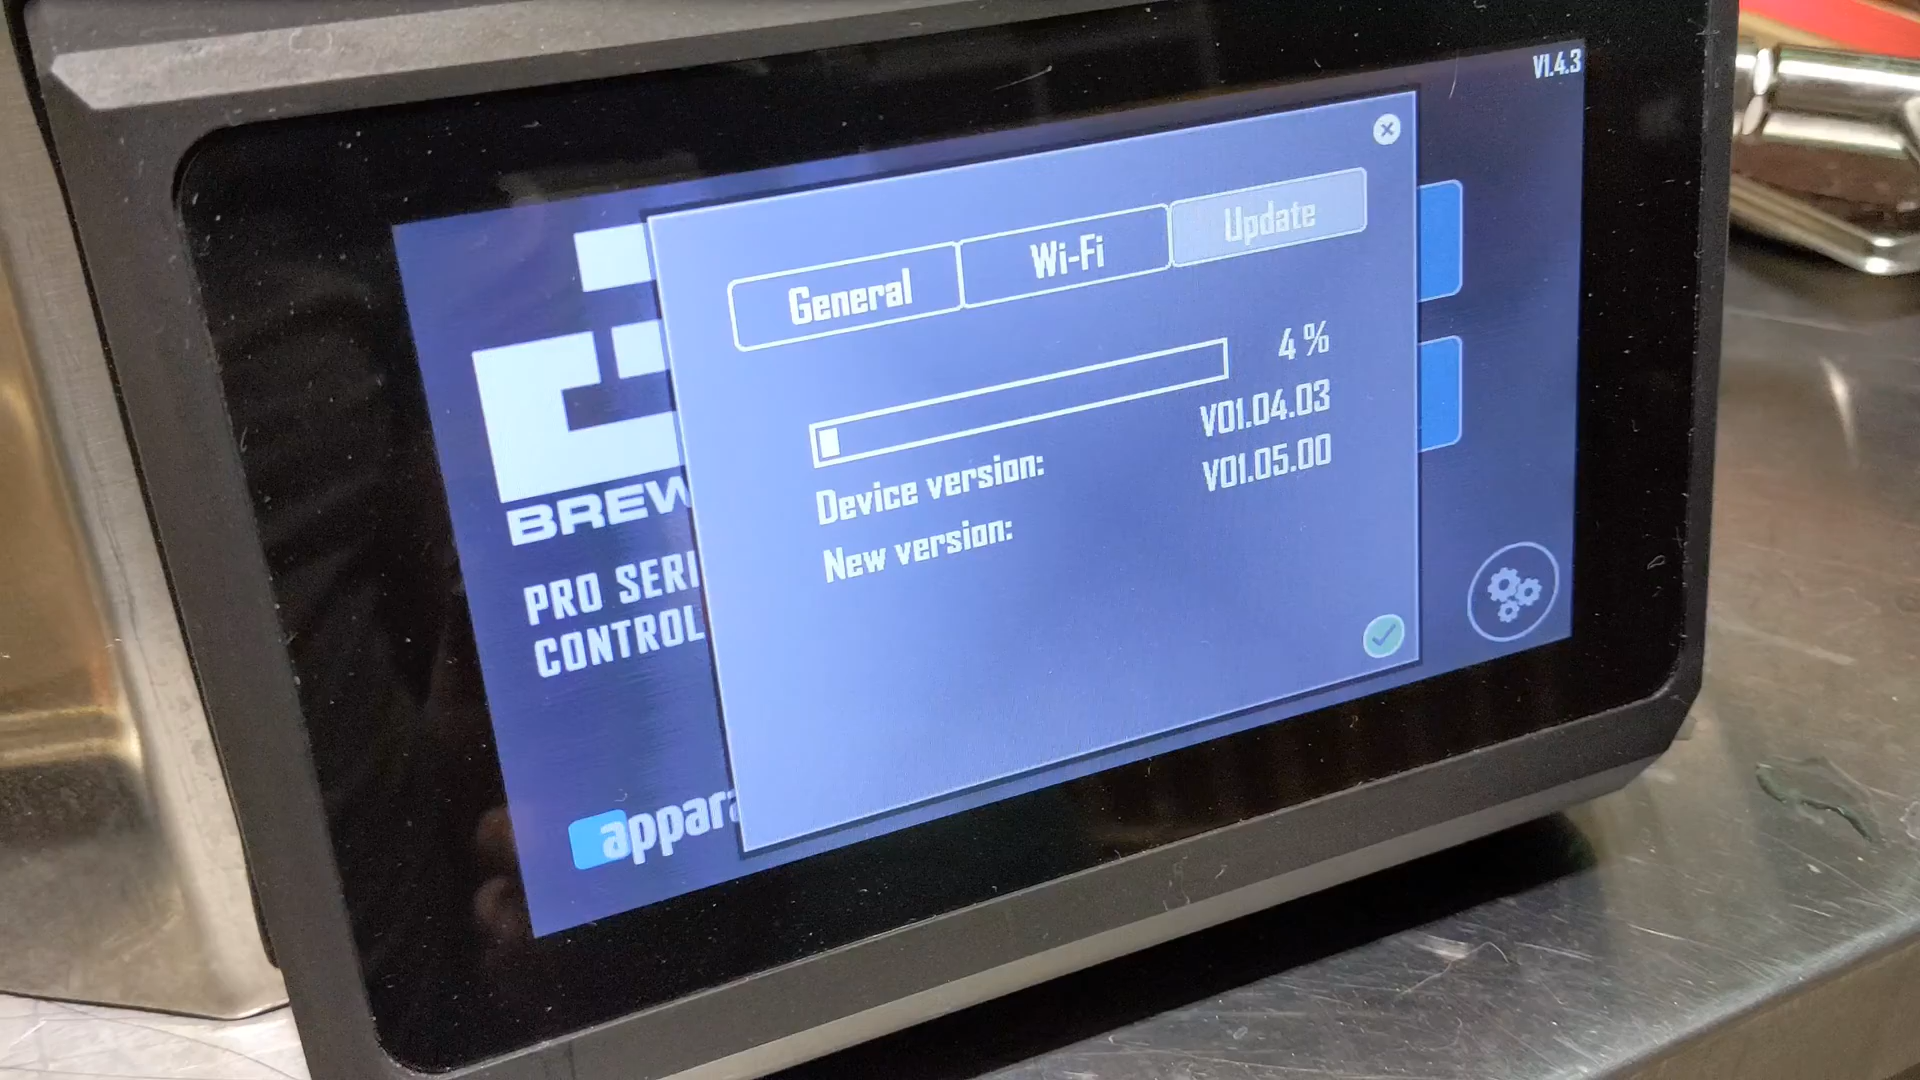 V1.4.3
General
Wi-Fi
Update
4 %
Device version: V01.04.03
New version: V01.05.00
BREW
PRO SERI
CONTROL
appara